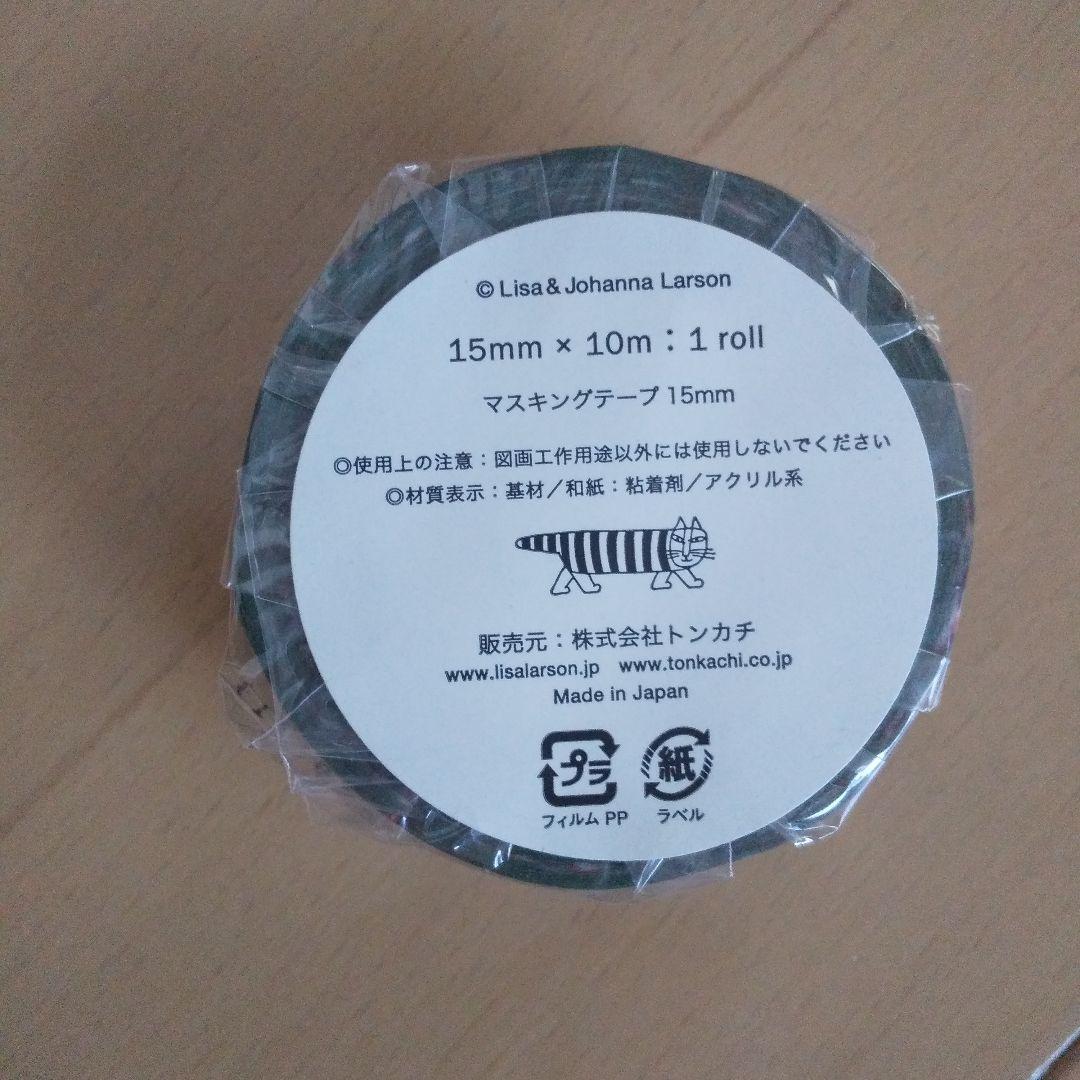 © Lisa & Johanna Larson
15mm × 10m : 1 roll
マスキングテープ 15mm
◎使用上の注意：図画工作用途以外には使用しないでください
◎材質表示：基材／和紙：粘着剤／アクリル系
販売元：株式会社トンカチ
www.lisalarson.jp www.tonkachi.co.jp
Made in Japan
プラ 紙
フィルム PP ラベル